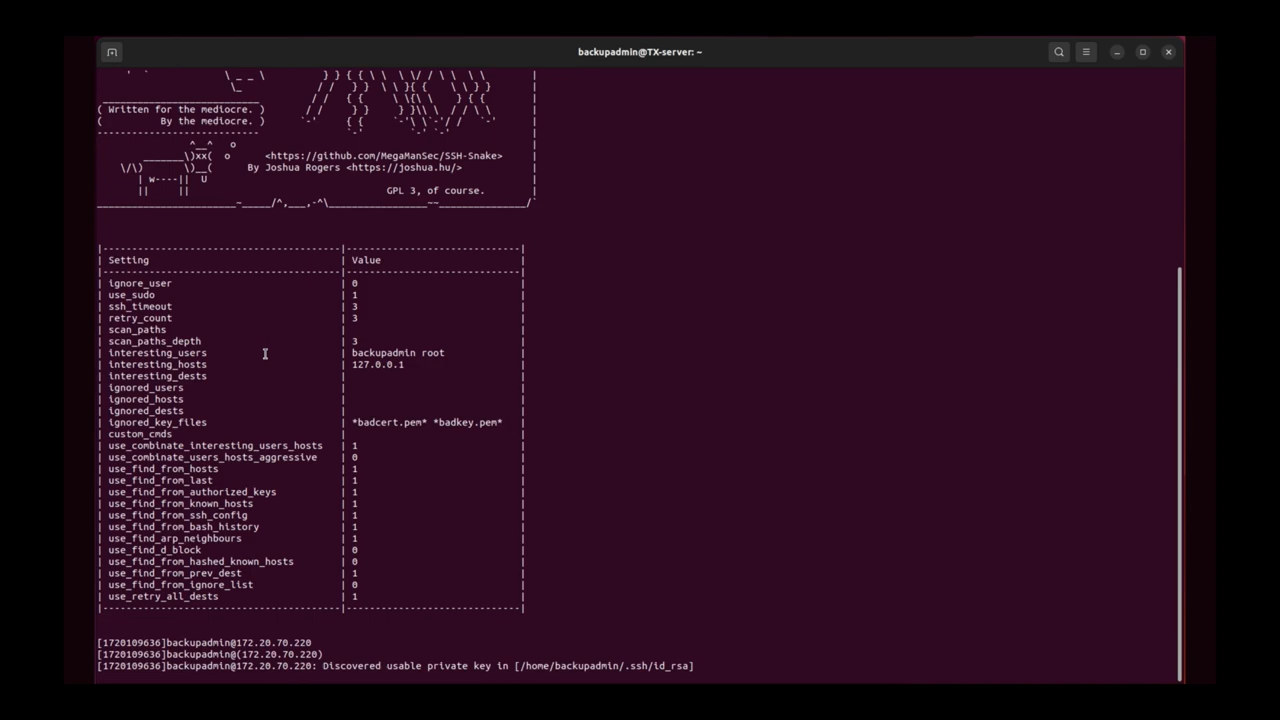 backupadmin@TX-server: ~
( Written for the mediocre. )
( By the mediocre. )
<https://github.com/MegaManSec/SSH-Snake>
By Joshua Rogers <https://joshua.hu/>
GPL 3, of course.
| Setting | Value |
| ignore_user | 0 |
| use_sudo | 1 |
| ssh_timeout | 3 |
| retry_count | 3 |
| scan_paths | |
| scan_paths_depth | 3 |
| interesting_users | backupadmin root |
| interesting_hosts | 127.0.0.1 |
| interesting_dests | |
| ignored_users | |
| ignored_hosts | |
| ignored_dests | |
| ignored_key_files | *badcert.pem* *badkey.pem* |
| custom_cmds | |
| use_combinate_interesting_users_hosts | 1 |
| use_combinate_users_hosts_aggressive | 0 |
| use_find_from_hosts | 1 |
| use_find_from_last | 1 |
| use_find_from_authorized_keys | 1 |
| use_find_from_known_hosts | 1 |
| use_find_from_ssh_config | 1 |
| use_find_from_bash_history | 1 |
| use_find_arp_neighbours | 1 |
| use_find_d_block | 0 |
| use_find_from_hashed_known_hosts | 0 |
| use_find_from_prev_dest | 1 |
| use_find_from_ignore_list | 0 |
| use_retry_all_dests | 1 |
[1720109636]backupadmin@172.20.70.220
[1720109636]backupadmin@(172.20.70.220)
[1720109636]backupadmin@172.20.70.220: Discovered usable private key in [/home/backupadmin/.ssh/id_rsa]